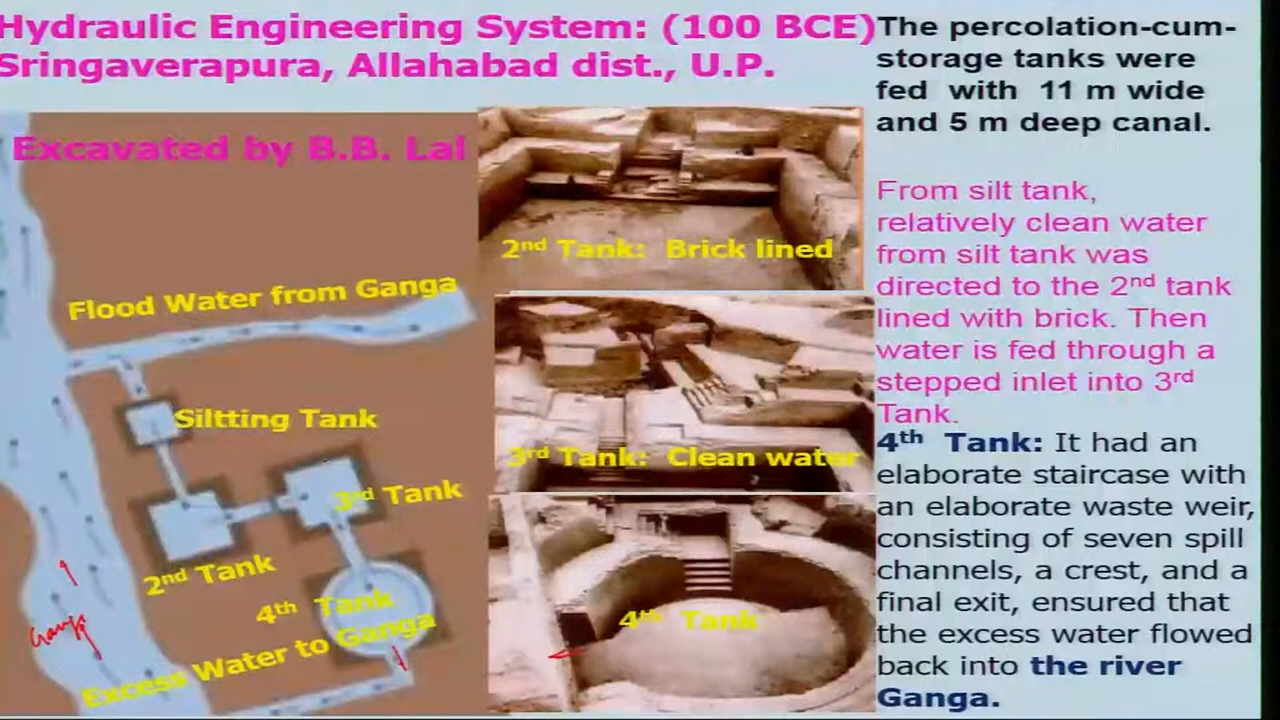 Hydraulic Engineering System: (100 BCE)
Sringaverapura, Allahabad dist., U.P.
Excavated by B.B. Lal
Flood Water from Ganga
Siltting Tank
3rd Tank
2nd Tank
4th Tank
Excess Water to Ganga
Ganga
2nd Tank: Brick lined
3rd Tank: Clean water
4th Tank
The percolation-cum-
storage tanks were
fed with 11 m wide
and 5 m deep canal.
From silt tank,
relatively clean water
from silt tank was
directed to the 2nd tank
lined with brick. Then
water is fed through a
stepped inlet into 3rd
Tank.
4th Tank: It had an
elaborate staircase with
an elaborate waste weir,
consisting of seven spill
channels, a crest, and a
final exit, ensured that
the excess water flowed
back into the river
Ganga.